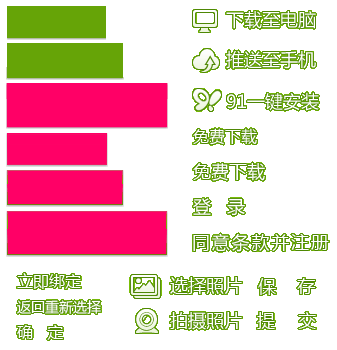 下载至电脑
推送至手机
91一键安装
免费下载
免费下载
登 录
同意条款并注册
立即绑定
选择照片 保 存
返回重新选择
拍摄照片 提 交
确 定